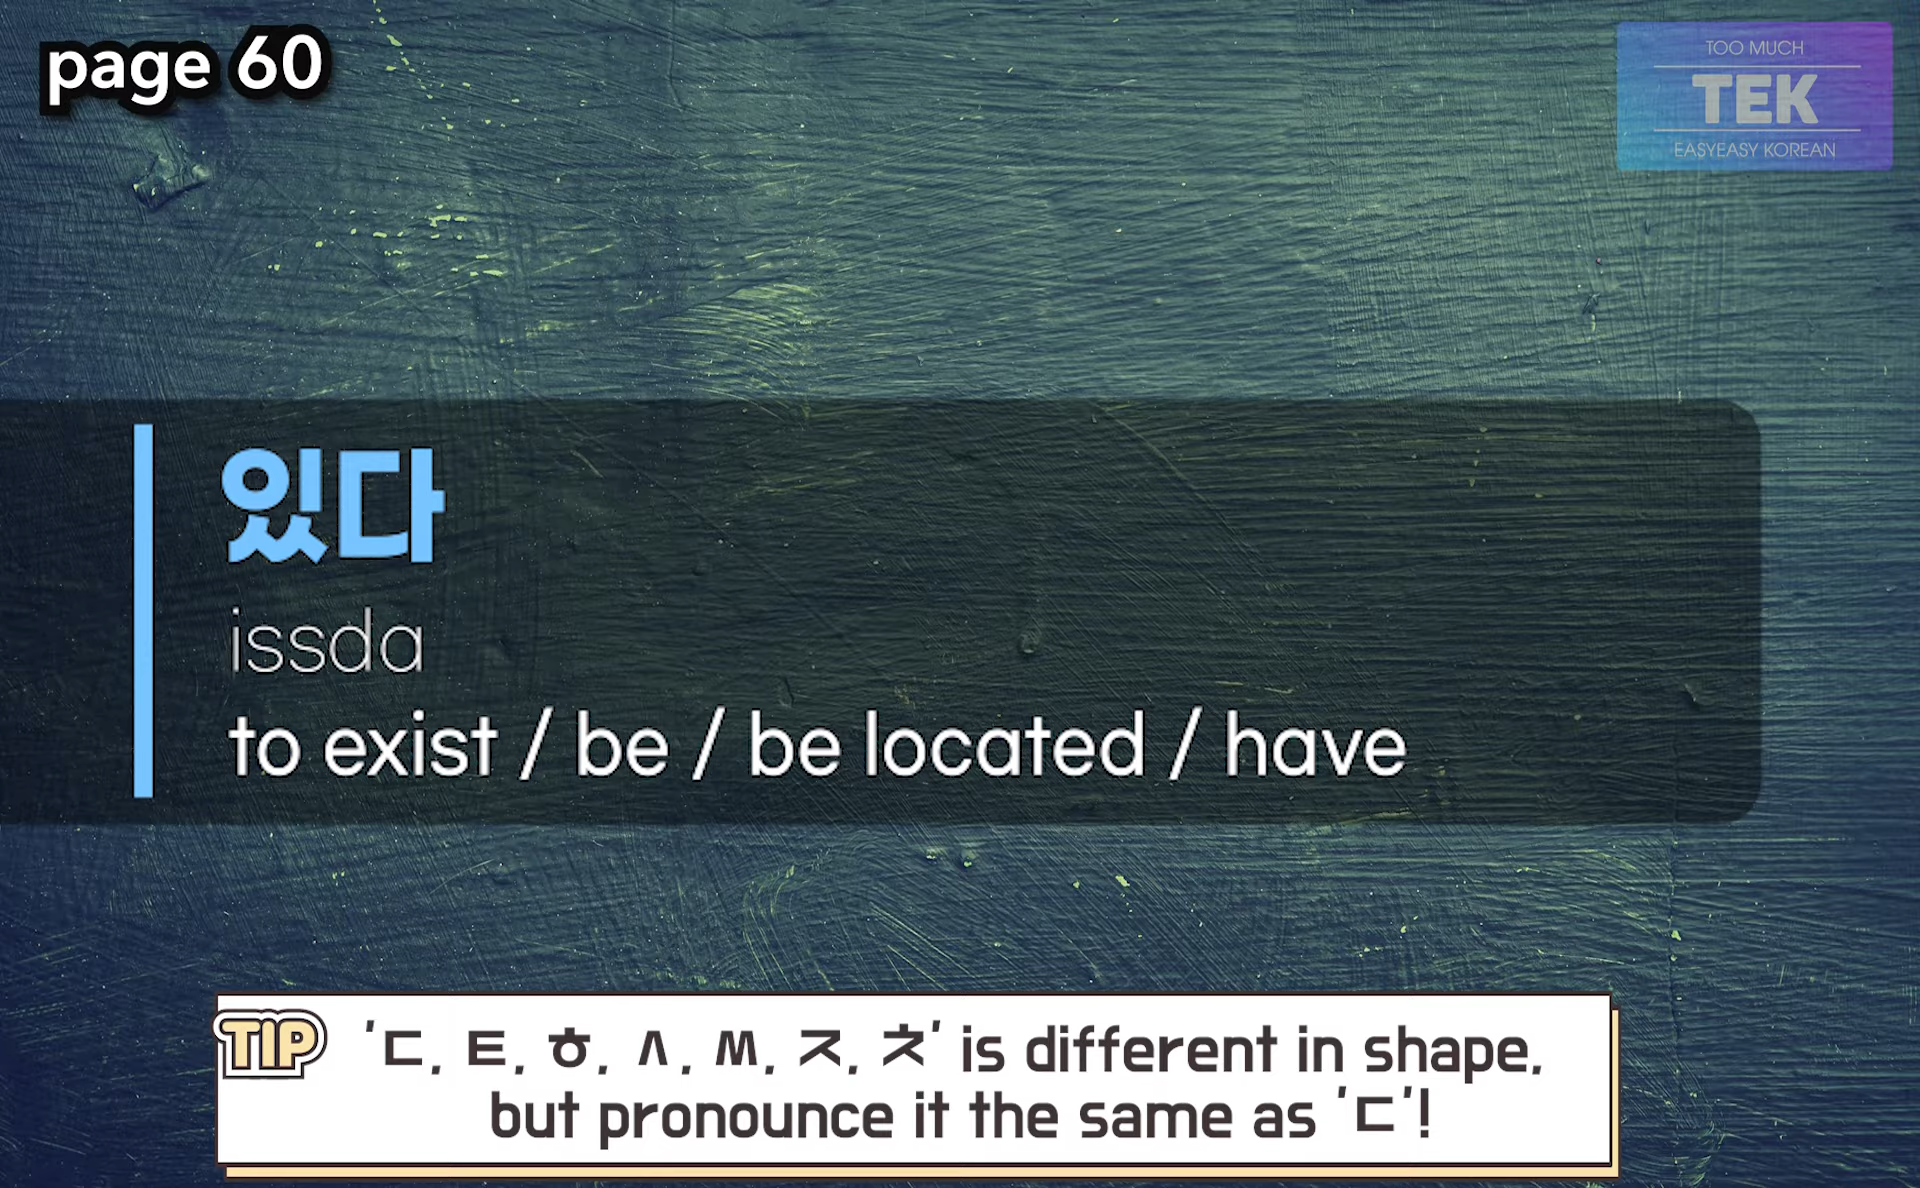 page 60
TOO MUCH
TEK
EASYEASY KOREAN
있다
issda
to exist / be / be located / have
TIP 'ㄷ, ㅌ, ㅎ, ㅅ, ㅆ, ㅈ, ㅊ' is different in shape,
but pronounce it the same as 'ㄷ'!